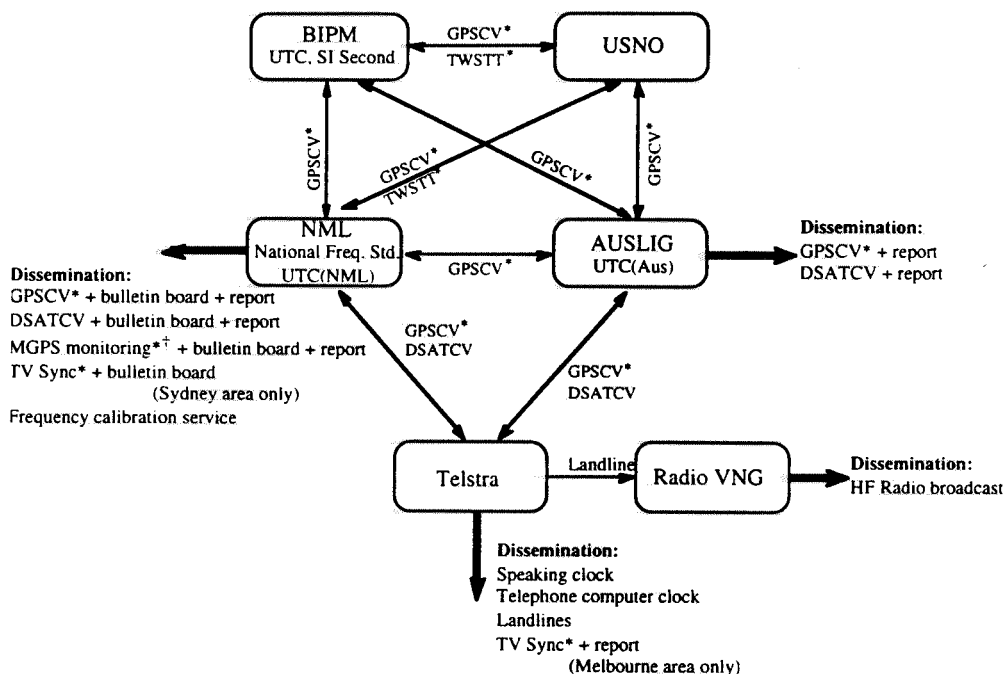 BIPM
UTC, SI Second
GPSCV*
TWSTT*
USNO
GPSCV*
GPSCV*
TWSTT*
GPSCV*
GPSCV*
NML
National Freq. Std.
UTC(NML)
GPSCV*
AUSLIG
UTC(Aus)
Dissemination:
GPSCV* + report
DSATCV + report
Dissemination:
GPSCV* + bulletin board + report
DSATCV + bulletin board + report
MGPS monitoring*† + bulletin board + report
TV Sync* + bulletin board
(Sydney area only)
Frequency calibration service
GPSCV*
DSATCV
GPSCV*
DSATCV
Telstra
Landline
Radio VNG
Dissemination:
HF Radio broadcast
Dissemination:
Speaking clock
Telephone computer clock
Landlines
TV Sync* + report
(Melbourne area only)